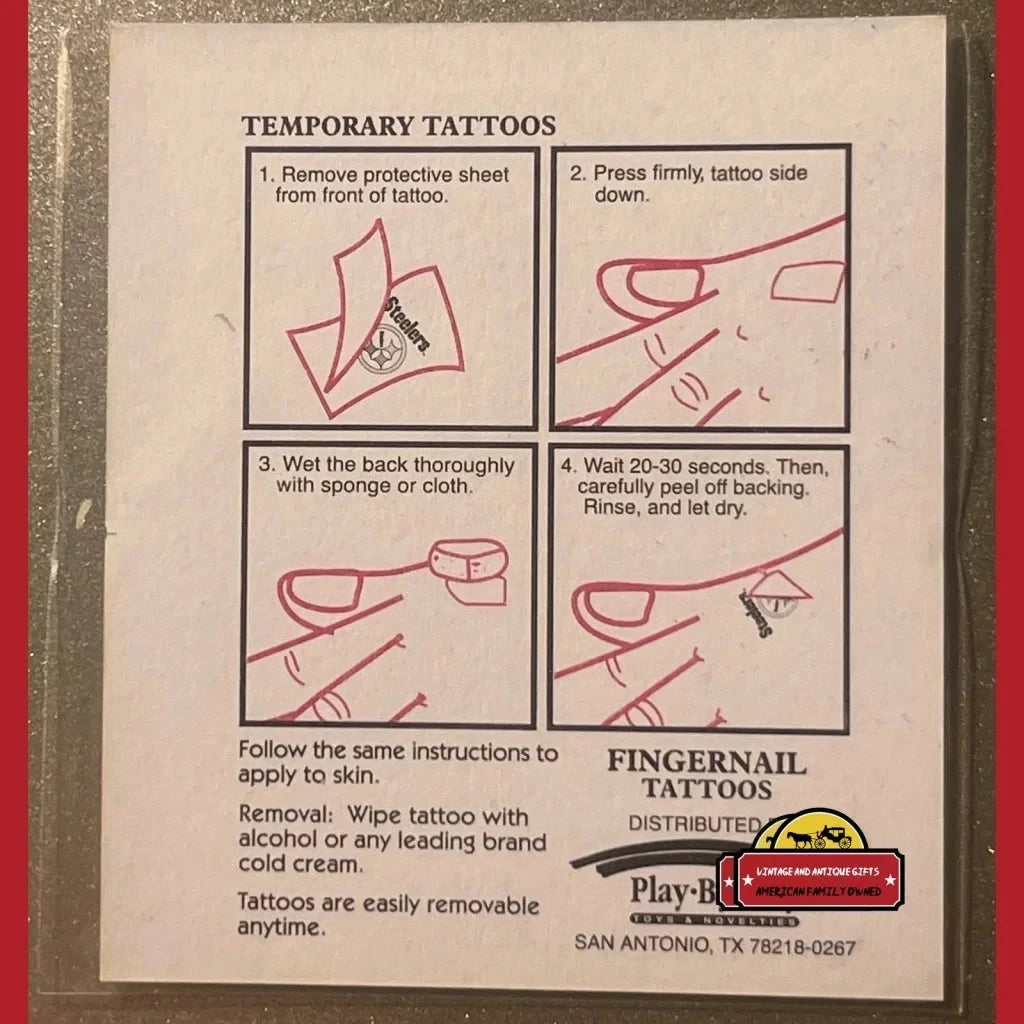 TEMPORARY TATTOOS
1. Remove protective sheet
from front of tattoo.
Steelers
2. Press firmly, tattoo side
down.
3. Wet the back thoroughly
with sponge or cloth.
4. Wait 20-30 seconds. Then,
carefully peel off backing.
Rinse, and let dry.
Steelers
Follow the same instructions to
apply to skin.
Removal: Wipe tattoo with
alcohol or any leading brand
cold cream.
Tattoos are easily removable
anytime.
FINGERNAIL
TATTOOS
DISTRIBUTED
Play·B
TOYS & NOVELTIES
SAN ANTONIO, TX 78218-0267
VINTAGE AND ANTIQUE GIFTS
AMERICAN FAMILY OWNED